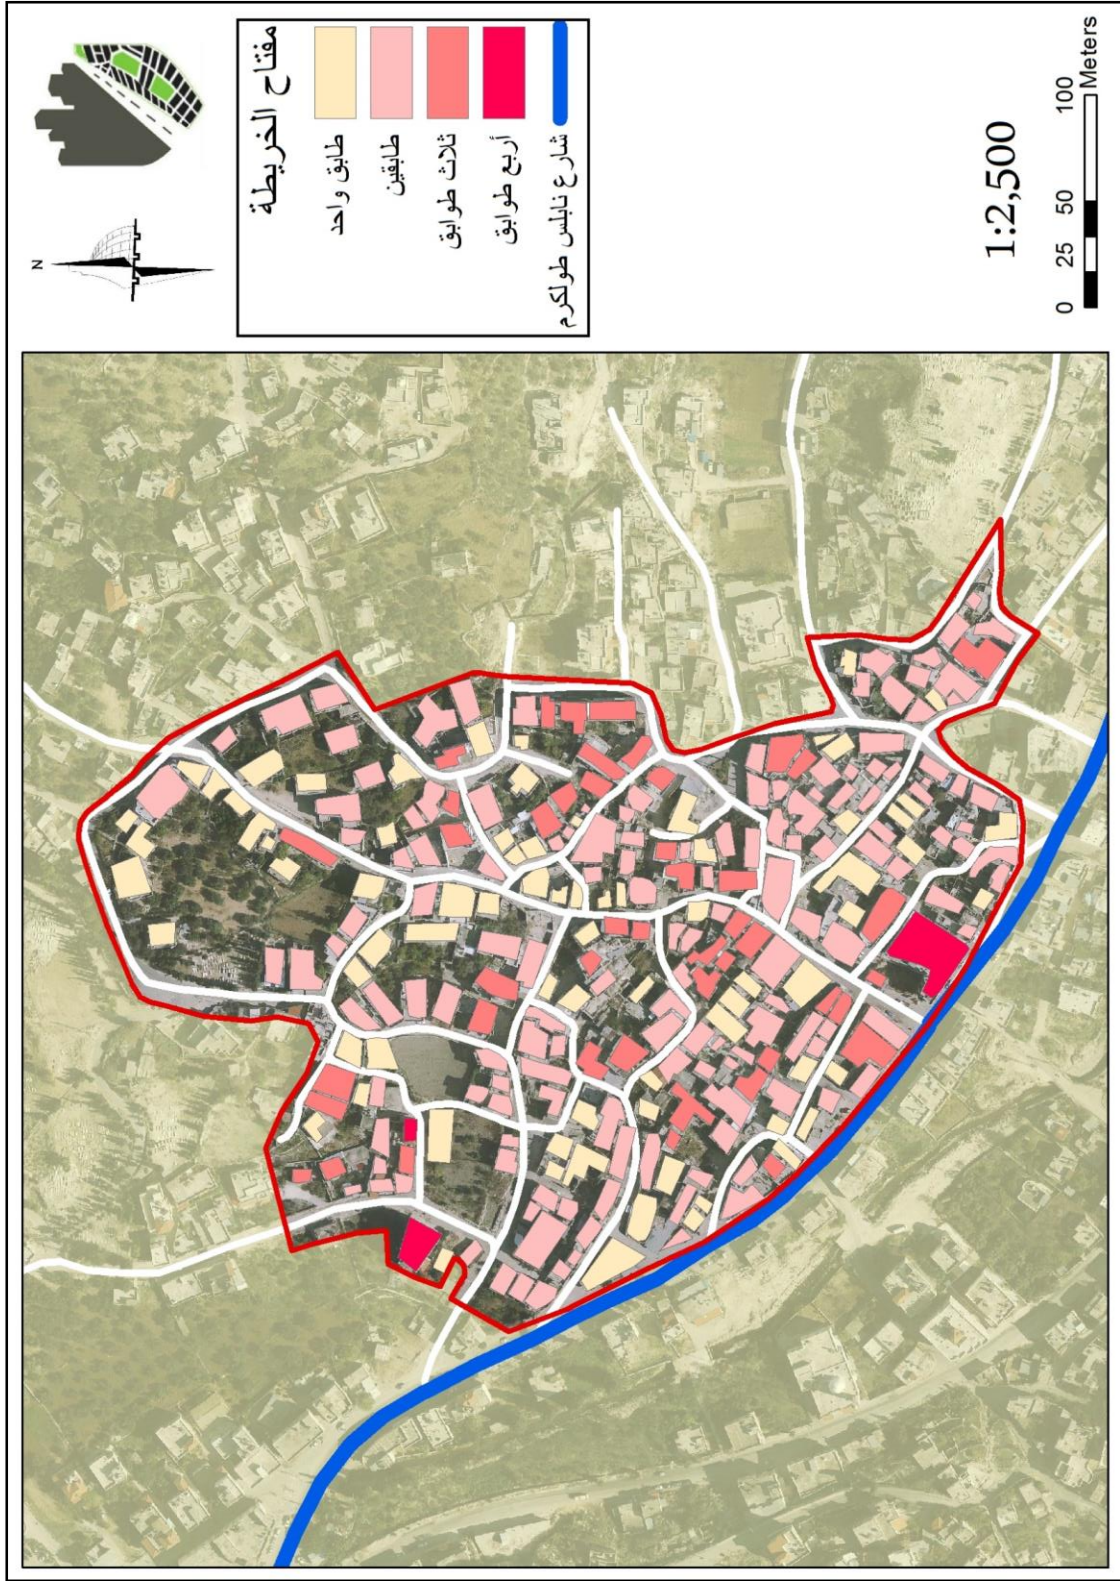 N
مفتاح الخريطة
طابق واحد
طابقين
ثلاث طوابق
أربع طوابق
شارع نابلس طولكرم
1:2,500
0 25 50 100
Meters